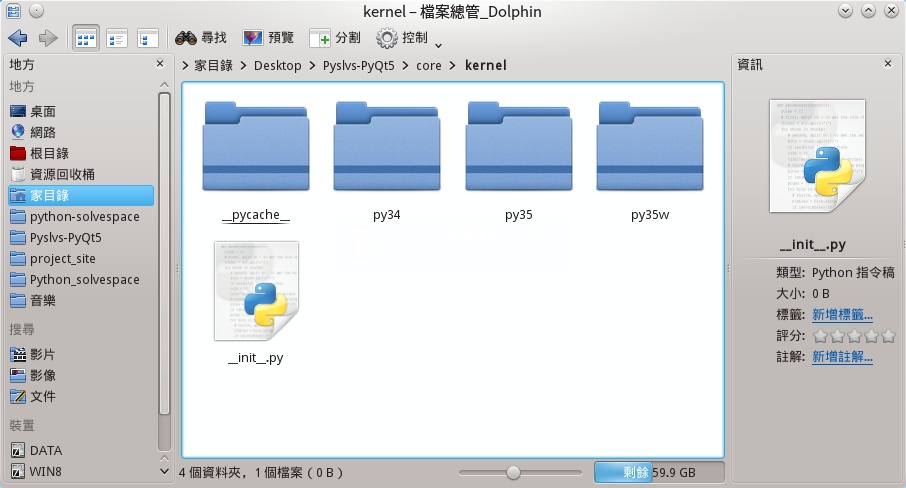 kernel – 檔案總管_Dolphin
尋找 預覽 分割 控制
地方
家目錄 Desktop Pyslvs-PyQt5 core kernel
資訊
地方
桌面
網路
根目錄
資源回收桶
家目錄
python-solvespace
Pyslvs-PyQt5
project_site
Python_solvespace
音樂
搜尋
影片
影像
文件
裝置
DATA
WIN8
__pycache__ py34 py35 py35w
__init__.py
4 個資料夾，1 個檔案 ( 0 B )
剩餘 59.9 GB
__init__.py
類型: Python 指令稿
大小: 0 B
標籤: 新增標籤...
評分:
註解: 新增註解...